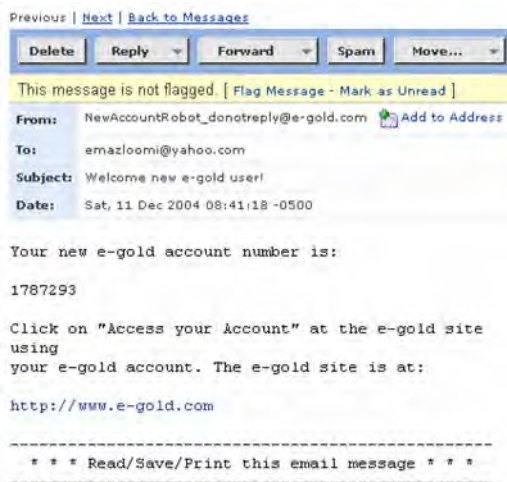 Previous | Next | Back to Messages
Delete Reply Forward Spam Move...
This message is not flagged. [ Flag Message - Mark as Unread ]
From: NewAccountRobot_donotreply@e-gold.com Add to Address
To: emazloomi@yahoo.com
Subject: Welcome new e-gold user!
Date: Sat, 11 Dec 2004 08:41:18 -0500
Your new e-gold account number is:
1787293
Click on "Access your Account" at the e-gold site
using
your e-gold account. The e-gold site is at:
http://www.e-gold.com
--------------------------------------------------
* * * Read/Save/Print this email message * * *
--------------------------------------------------